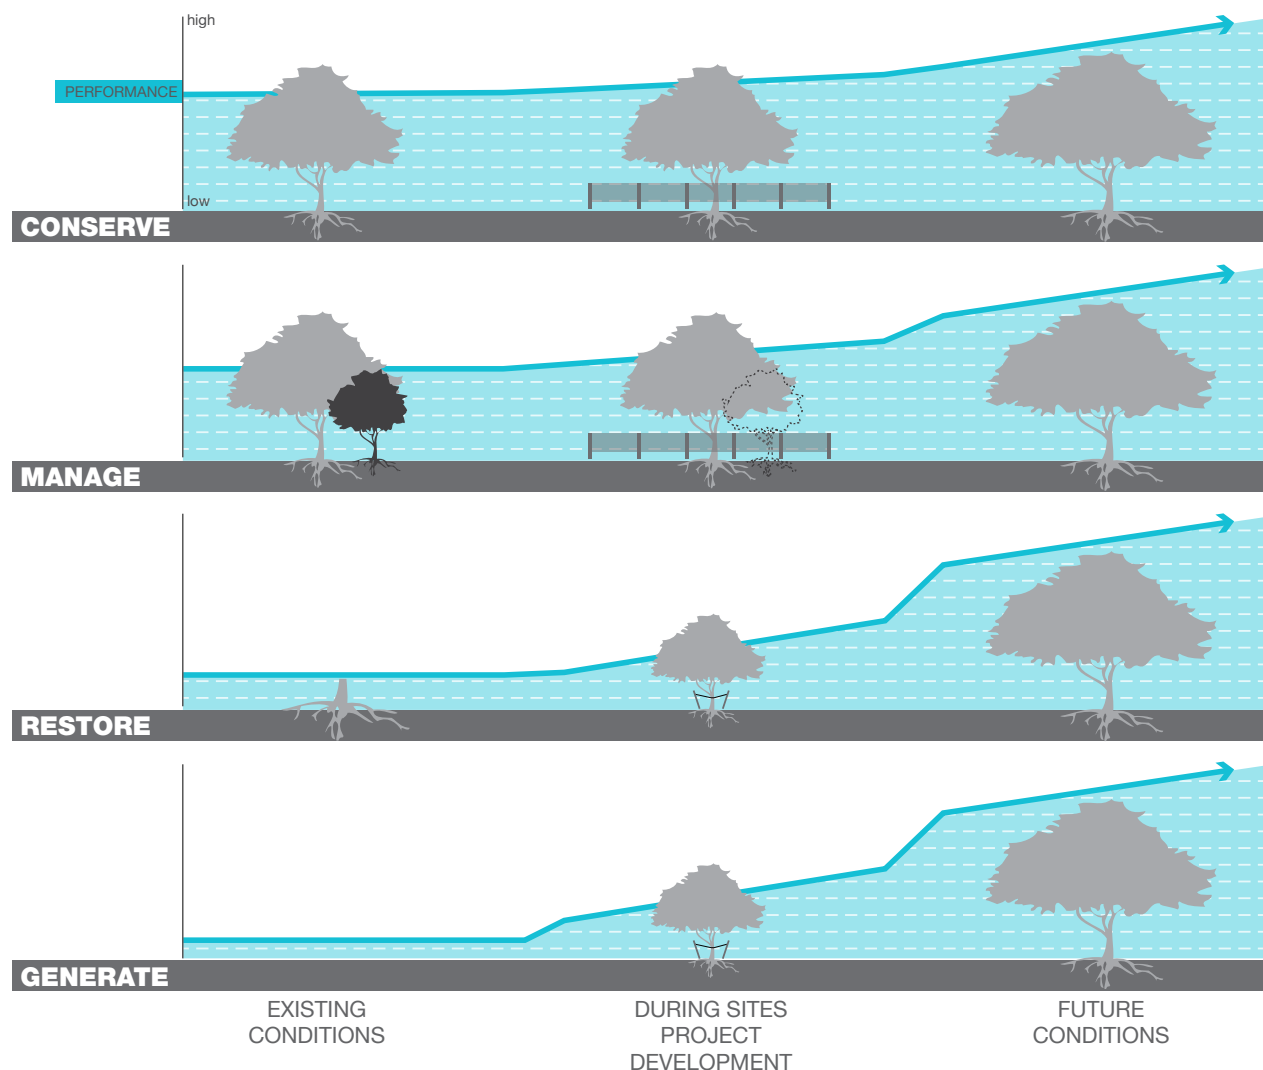 high
PERFORMANCE
low
CONSERVE
MANAGE
RESTORE
GENERATE
EXISTING
CONDITIONS
DURING SITES
PROJECT
DEVELOPMENT
FUTURE
CONDITIONS